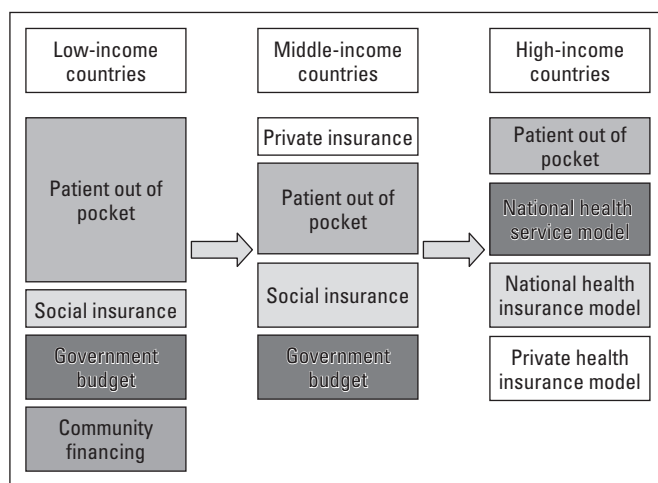 Low-income
countries
Middle-income
countries
High-income
countries
Patient out of
pocket
Social insurance
Government
budget
Community
financing
Private insurance
Patient out of
pocket
Social insurance
Government
budget
Patient out of
pocket
National health
service model
National health
insurance model
Private health
insurance model